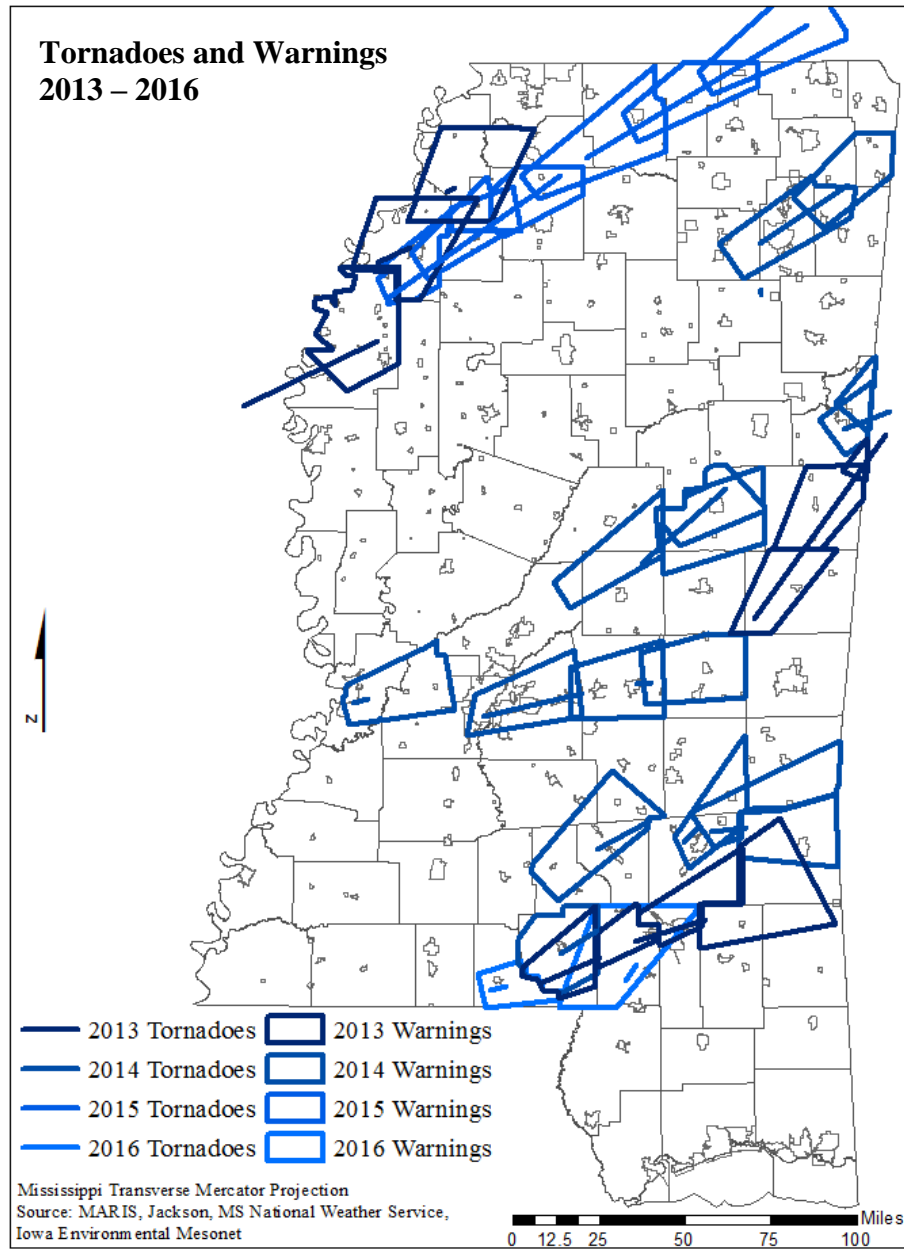 Tornadoes and Warnings
2013 – 2016
N
2013 Tornadoes 2013 Warnings
2014 Tornadoes 2014 Warnings
2015 Tornadoes 2015 Warnings
2016 Tornadoes 2016 Warnings
Mississippi Transverse Mercator Projection
Source: MARIS, Jackson, MS National Weather Service,
Iowa Environmental Mesonet
Miles
0 12.5 25 50 75 100